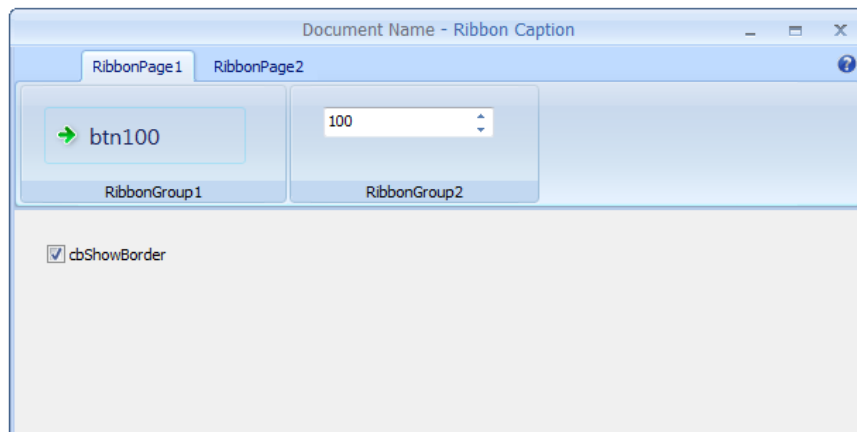 Document Name - Ribbon Caption
RibbonPage1 RibbonPage2
btn100
100
RibbonGroup1
RibbonGroup2
cbShowBorder